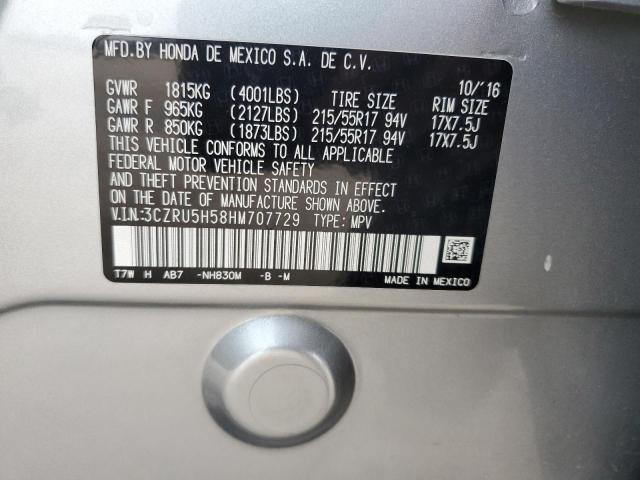 MFD.BY HONDA DE MEXICO S.A. DE C.V.
10/'16
GVWR 1815KG (4001LBS) TIRE SIZE RIM SIZE
GAWR F 965KG (2127LBS) 215/55R17 94V 17X7.5J
GAWR R 850KG (1873LBS) 215/55R17 94V 17X7.5J
THIS VEHICLE CONFORMS TO ALL APPLICABLE
FEDERAL MOTOR VEHICLE SAFETY
AND THEFT PREVENTION STANDARDS IN EFFECT
ON THE DATE OF MANUFACTURE SHOWN ABOVE.
V.I.N:3CZRU5H58HM707729 TYPE: MPV
T7W H AB7 -NH830M -B -M
MADE IN MEXICO